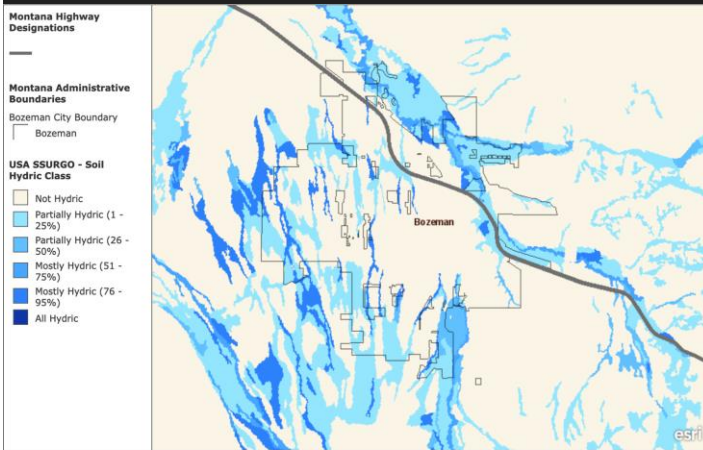 Montana Highway
Designations
Montana Administrative
Boundaries
Bozeman City Boundary
Bozeman
USA SSURGO - Soil
Hydric Class
Not Hydric
Partially Hydric (1 -
25%)
Partially Hydric (26 -
50%)
Mostly Hydric (51 -
75%)
Mostly Hydric (76 -
95%)
All Hydric
Bozeman
esri